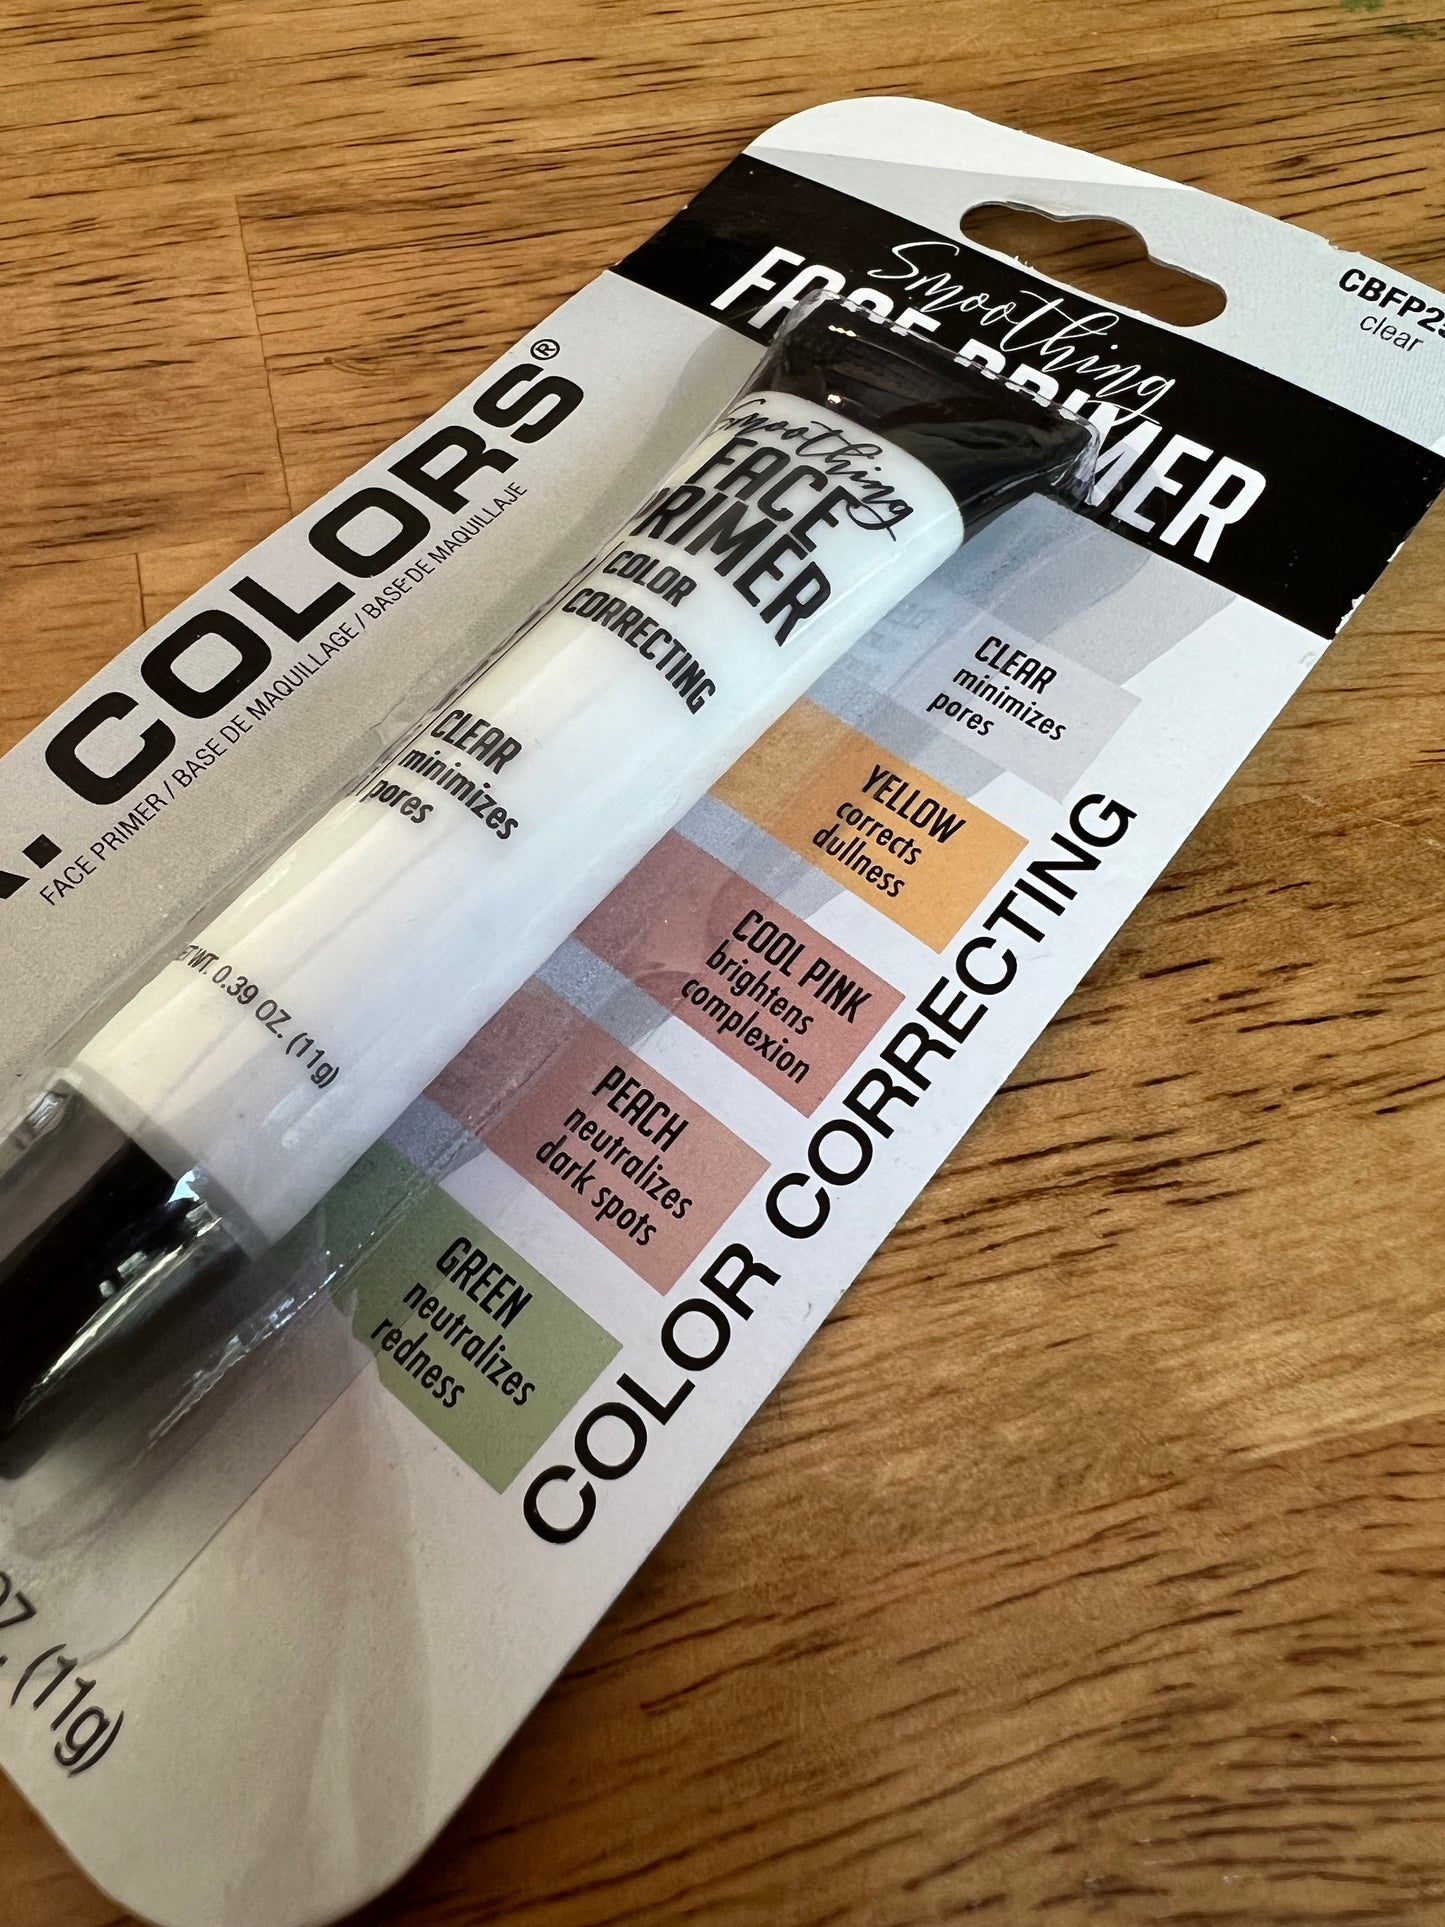 Smoothing
FACE PRIMER
clear
COLORS®
FACE PRIMER / BASE DE MAQUILLAGE / BASE DE MAQUILLAJE
Smoothing
FACE
PRIMER
COLOR
CORRECTING
CLEAR
minimizes
pores
WT. 0.39 OZ. (11g)
CLEAR
minimizes
pores
YELLOW
corrects
dullness
COOL PINK
brightens
complexion
PEACH
neutralizes
dark spots
GREEN
neutralizes
redness
COLOR CORRECTING
OZ. (11g)